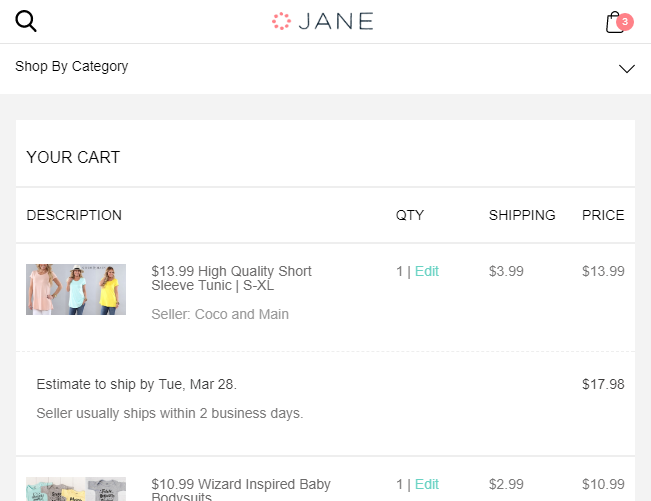 JANE
3
Shop By Category
YOUR CART
DESCRIPTION QTY SHIPPING PRICE
$13.99 High Quality Short 1 | Edit $3.99 $13.99
Sleeve Tunic | S-XL
Seller: Coco and Main
Estimate to ship by Tue, Mar 28. $17.98
Seller usually ships within 2 business days.
$10.99 Wizard Inspired Baby 1 | Edit $2.99 $10.99
Bodysuits